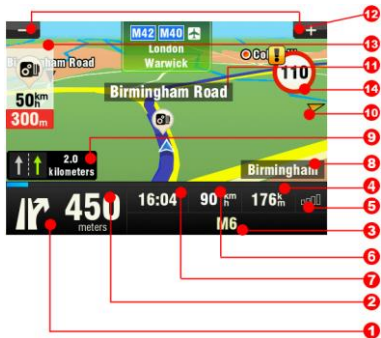 − + 12
M42 M40
London
Warwick
13
11
Birmingham Road
110
14
Birmingham Road
50 km h
300m
10
9
2.0
kilometers
Birmingham 8
4
450
meters
16:04 90 km h 176 k m
5
M6
3
6
7
2
1